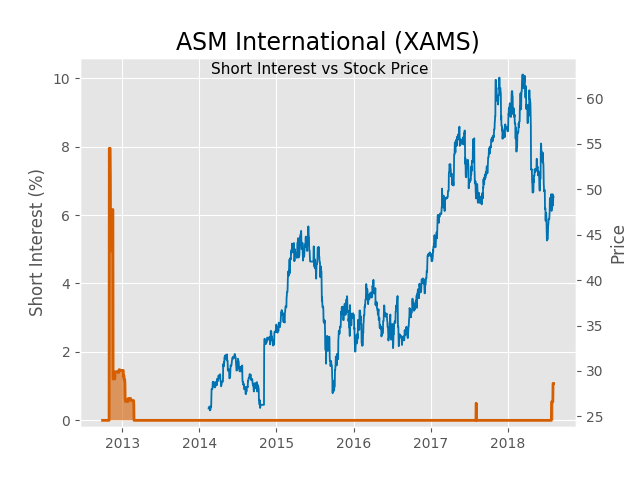 ASM International (XAMS)
Short Interest vs Stock Price
Short Interest (%)
10
8
6
4
2
0
60
55
50
45
40
35
30
25
Price
2013 2014 2015 2016 2017 2018